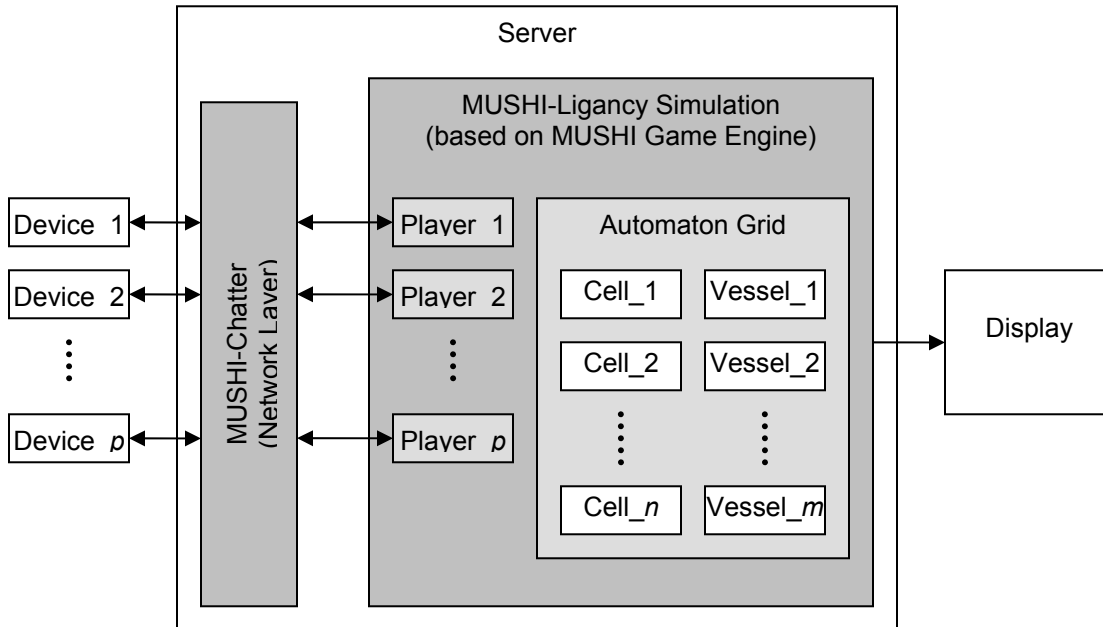 Server
MUSHI-Ligancy Simulation
(based on MUSHI Game Engine)
MUSHI-Chatter
(Network Layer)
Device 1
Device 2
Device p
Player 1
Player 2
Player p
Automaton Grid
Cell_1
Vessel_1
Cell_2
Vessel_2
Cell_n
Vessel_m
Display